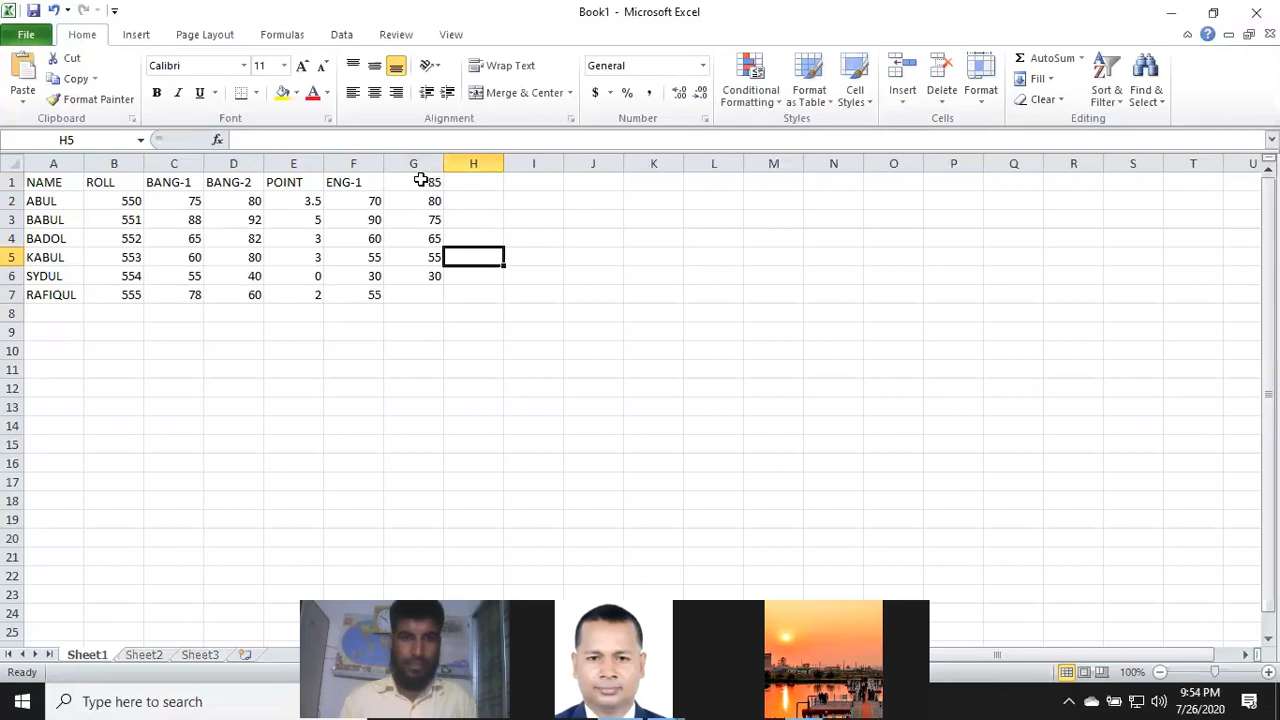 Book1 - Microsoft Excel
File Home Insert Page Layout Formulas Data Review View
Paste Cut Copy Format Painter
Calibri 11
B I U A A A
Wrap Text
Merge & Center
General
$ % ,
Conditional Formatting Format as Table Cell Styles
Insert Delete Format
AutoSum Fill Clear
Sort & Filter Find & Select
Clipboard Font Alignment Number Styles Cells Editing
H5 fx
A B C D E F G H I J K L M N O P Q R S T U
1 NAME ROLL BANG-1 BANG-2 POINT ENG-1 85
2 ABUL 550 75 80 3.5 70 80
3 BABUL 551 88 92 5 90 75
4 BADOL 552 65 82 3 60 65
5 KABUL 553 60 80 3 55 55
6 SYDUL 554 55 40 0 30 30
7 RAFIQUL 555 78 60 2 55
8
9
10
11
12
13
14
15
16
17
18
19
20
21
22
23
24
25
Sheet1 Sheet2 Sheet3
Ready 100%
Type here to search 9:54 PM
7/26/2020